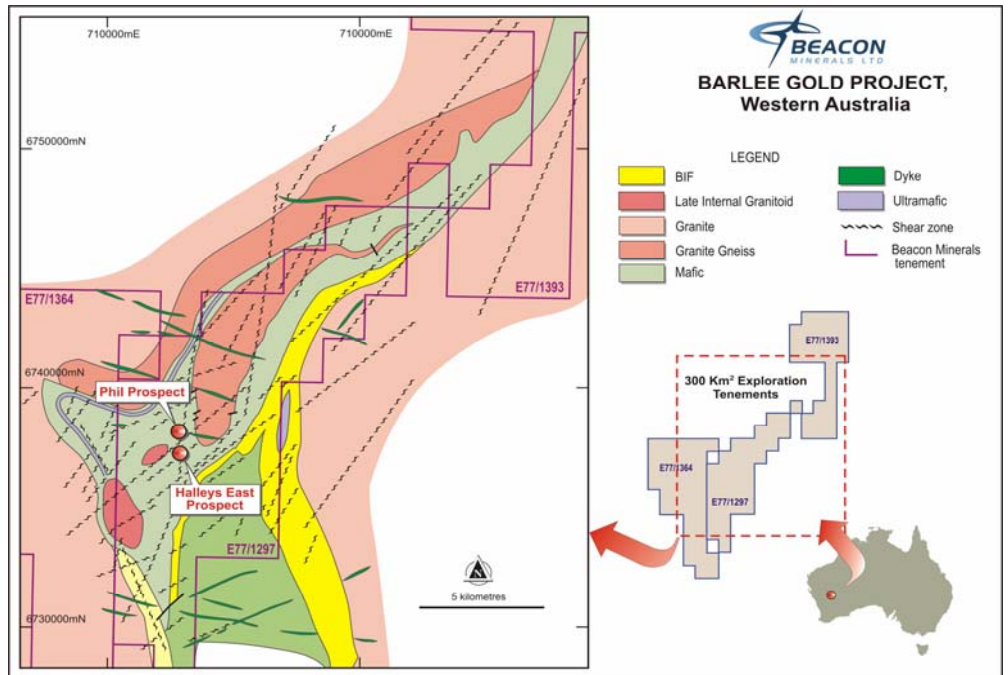 710000mE
710000mE
6750000mN
E77/1393
E77/1364
6740000mN
Phil Prospect
Halleys East
Prospect
E77/1297
N
5 kilometres
6730000mN
BEACON
MINERALS LTD
BARLEE GOLD PROJECT,
Western Australia
LEGEND
BIF
Late Internal Granitoid
Granite
Granite Gneiss
Mafic
Dyke
Ultramafic
Shear zone
Beacon Minerals
tenement
E77/1393
300 Km² Exploration
Tenements
E77/1364
E77/1297